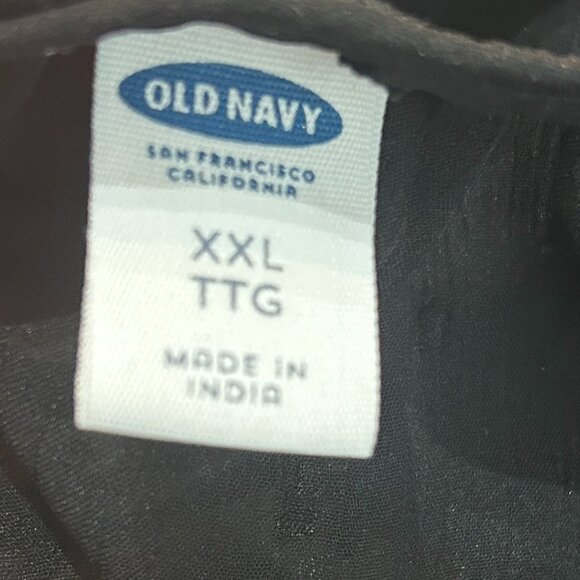 OLD NAVY
SAN FRANCISCO
CALIFORNIA
XXL
TTG
MADE IN
INDIA